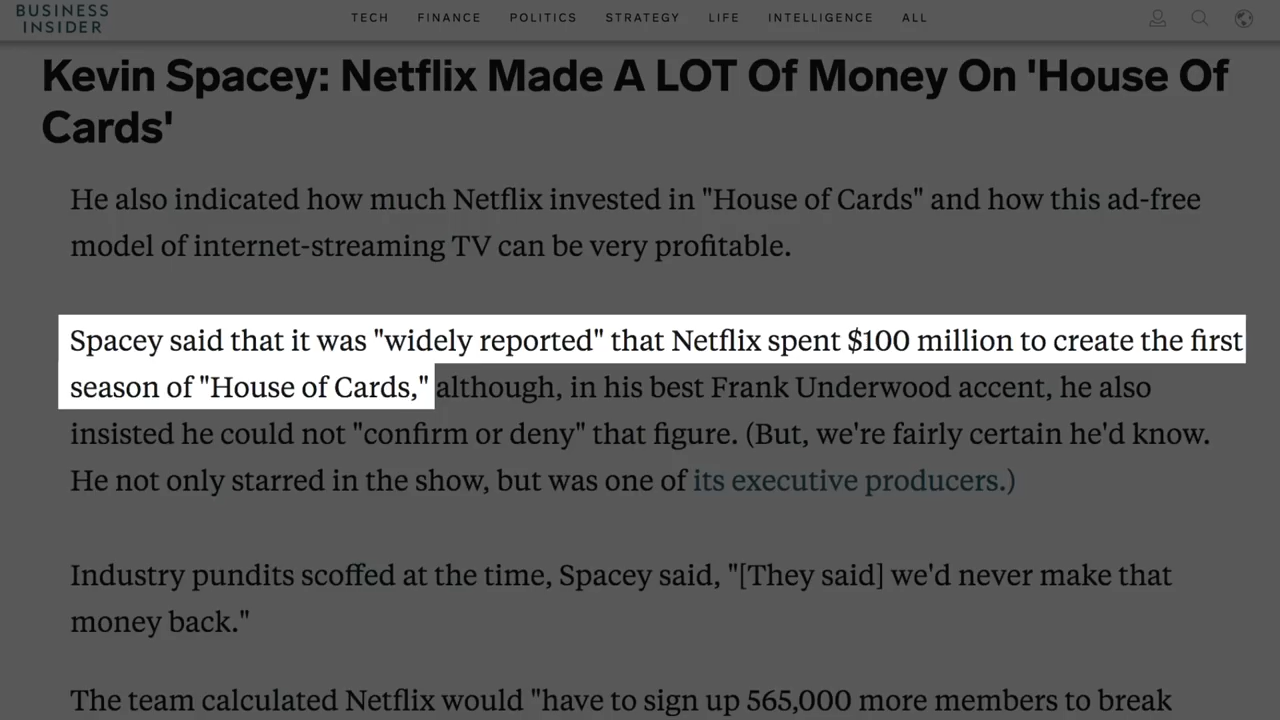 BUSINESS
INSIDER
TECH FINANCE POLITICS STRATEGY LIFE INTELLIGENCE ALL
Kevin Spacey: Netflix Made A LOT Of Money On 'House Of
Cards'
He also indicated how much Netflix invested in "House of Cards" and how this ad-free
model of internet-streaming TV can be very profitable.
Spacey said that it was "widely reported" that Netflix spent $100 million to create the first
season of "House of Cards," although, in his best Frank Underwood accent, he also
insisted he could not "confirm or deny" that figure. (But, we're fairly certain he'd know.
He not only starred in the show, but was one of its executive producers.)
Industry pundits scoffed at the time, Spacey said, "[They said] we'd never make that
money back."
The team calculated Netflix would "have to sign up 565,000 more members to break